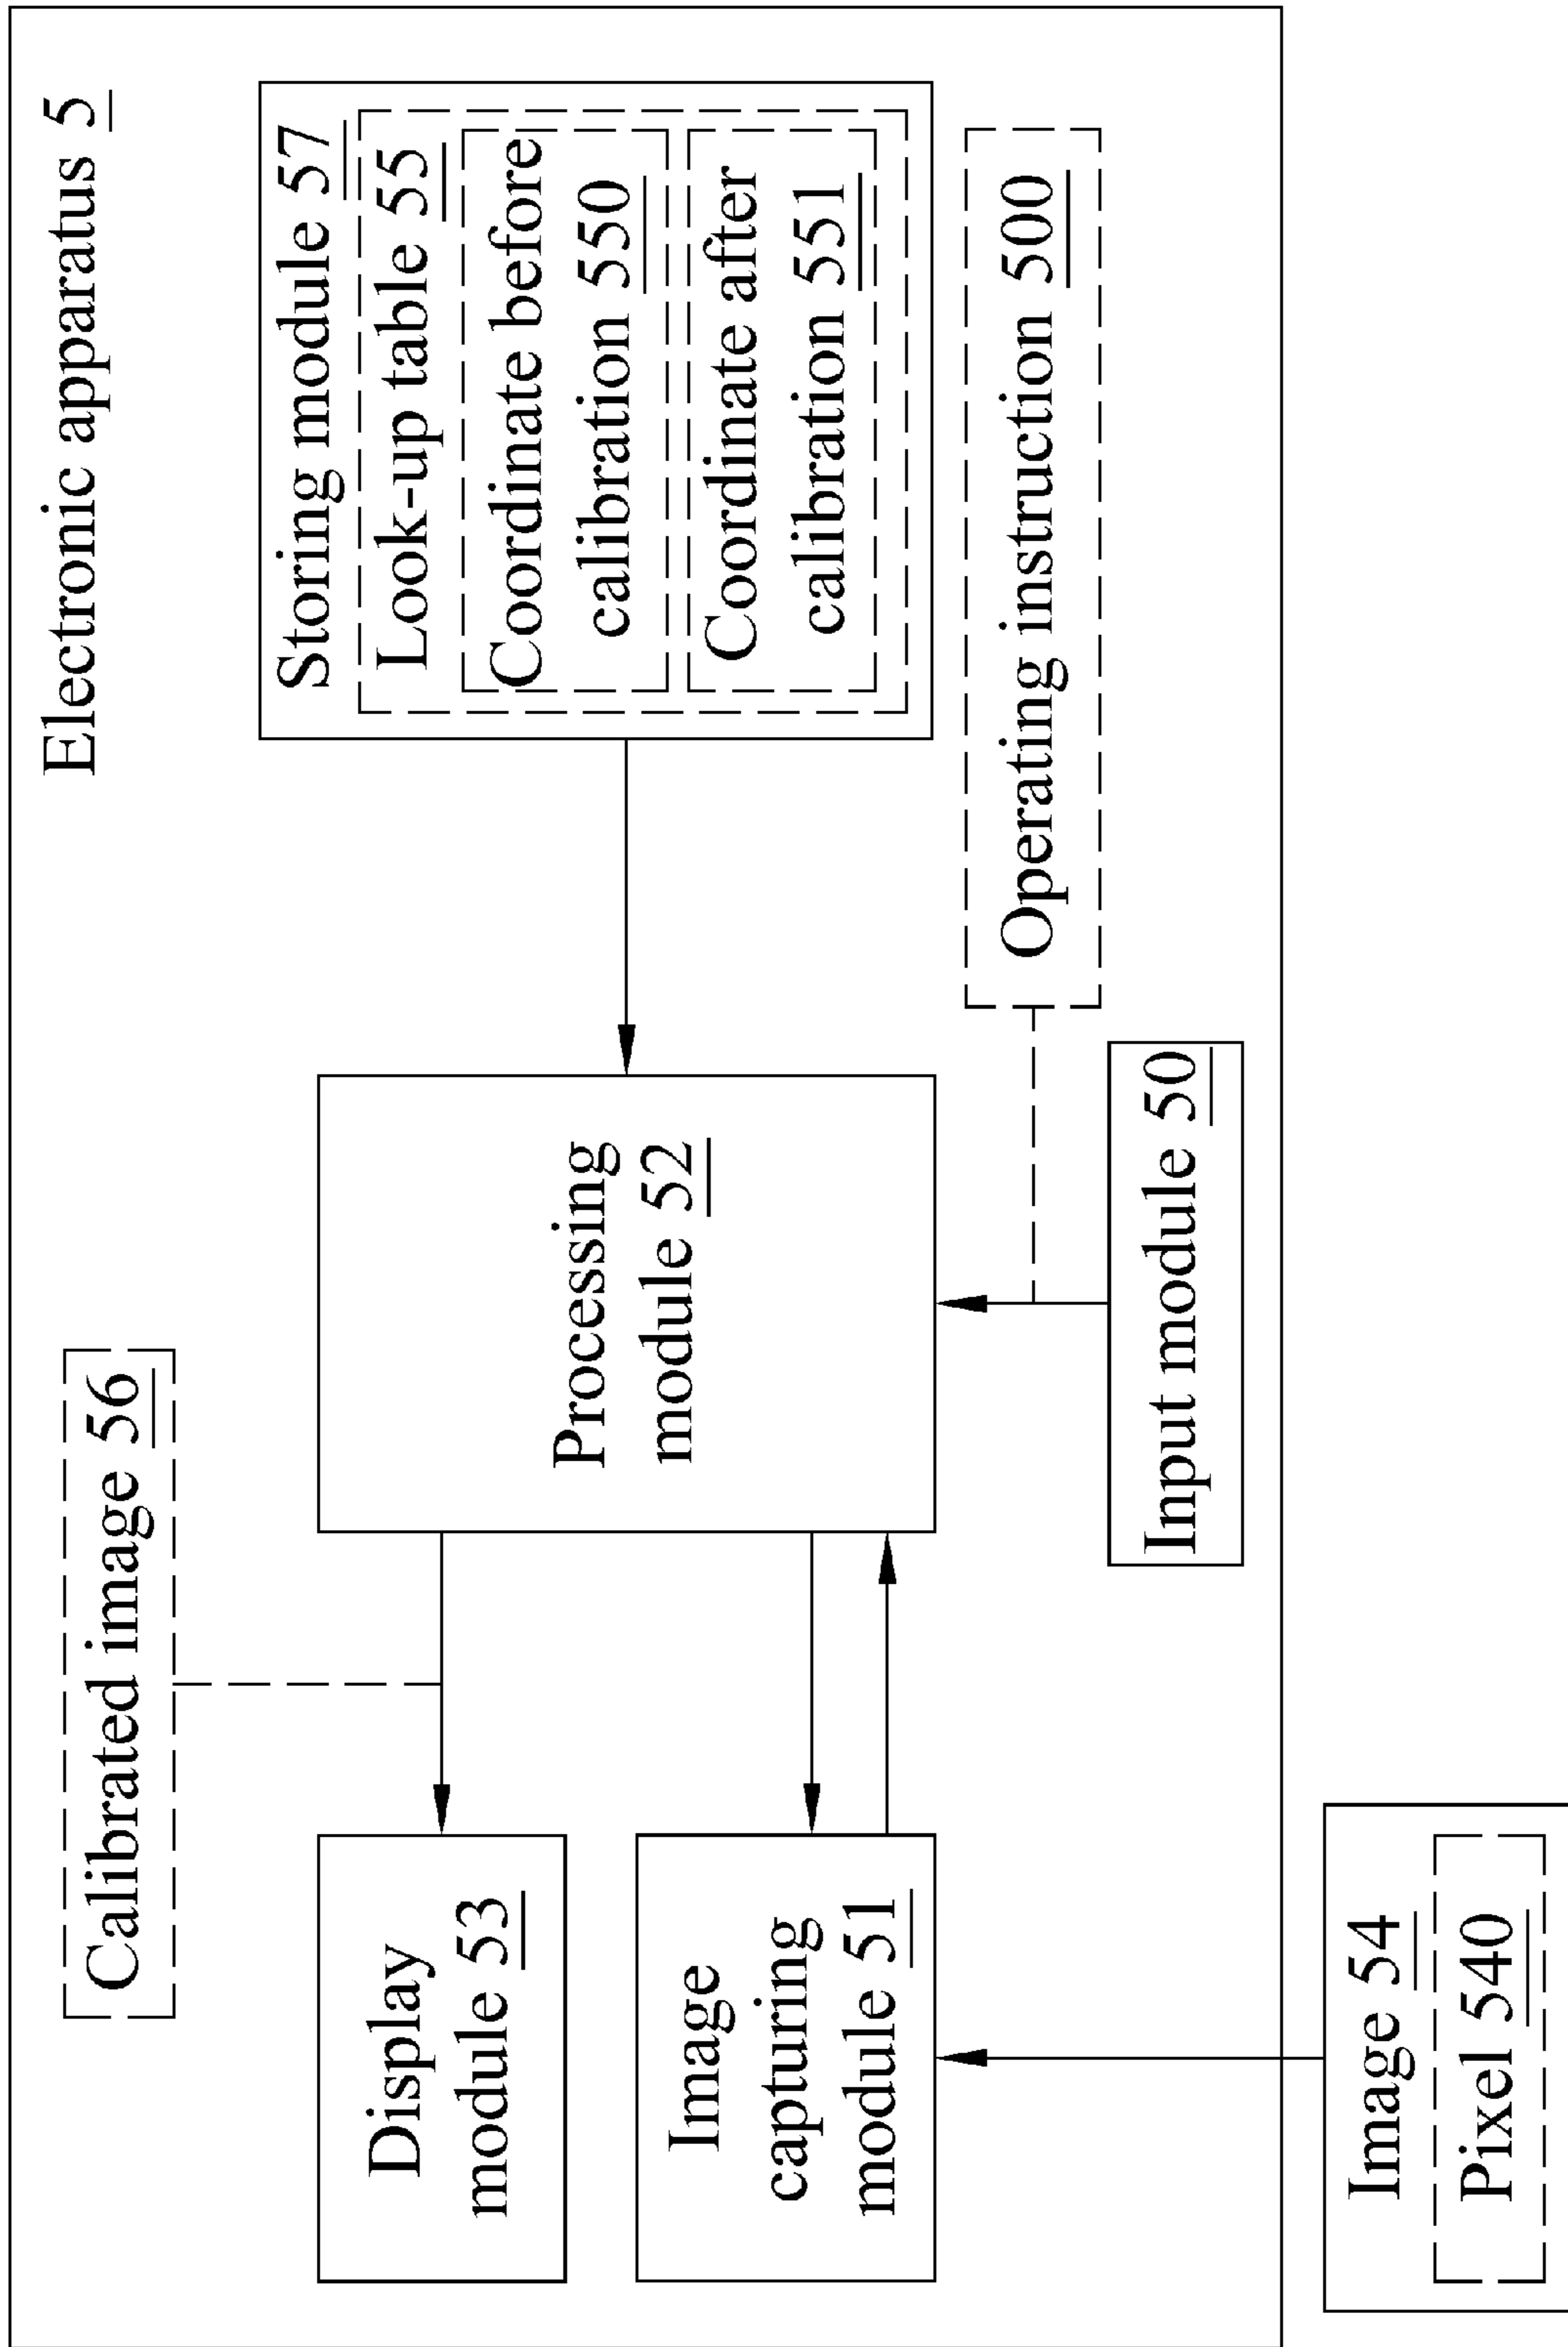 Electronic apparatus 5
Calibrated image 56
Display
module 53
Image
capturing
module 51
Processing
module 52
Storing module 57
Look-up table 55
Coordinate before
calibration 550
Coordinate after
calibration 551
Operating instruction 500
Input module 50
Image 54
Pixel 540